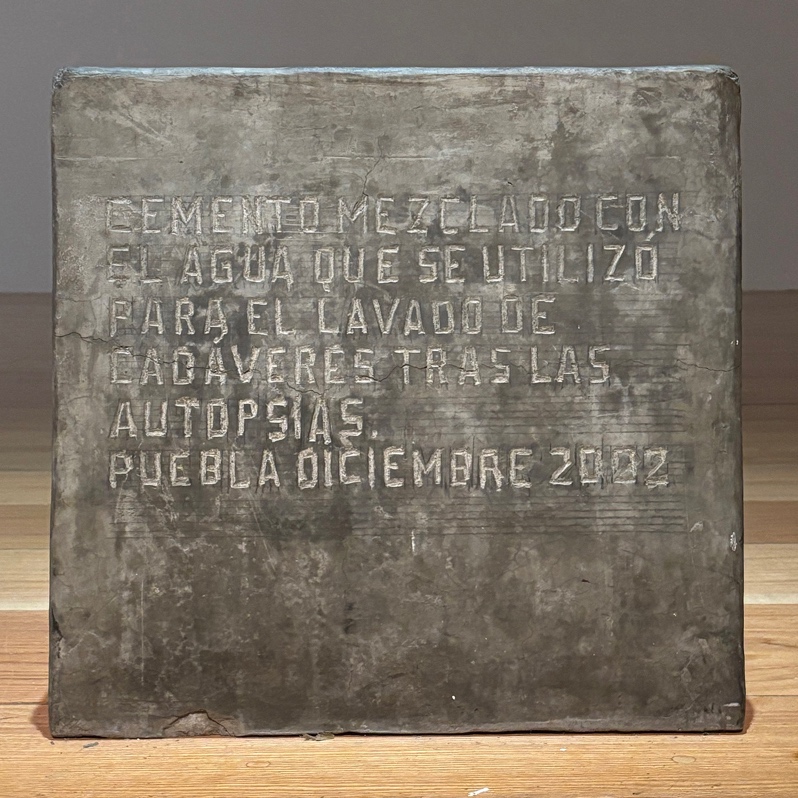 CEMENTO MEZCLADO CON
EL AGUA QUE SE UTILIZÓ
PARA EL LAVADO DE
CADÁVERES TRAS LAS
AUTOPSIAS.
PUEBLA DICIEMBRE 2002